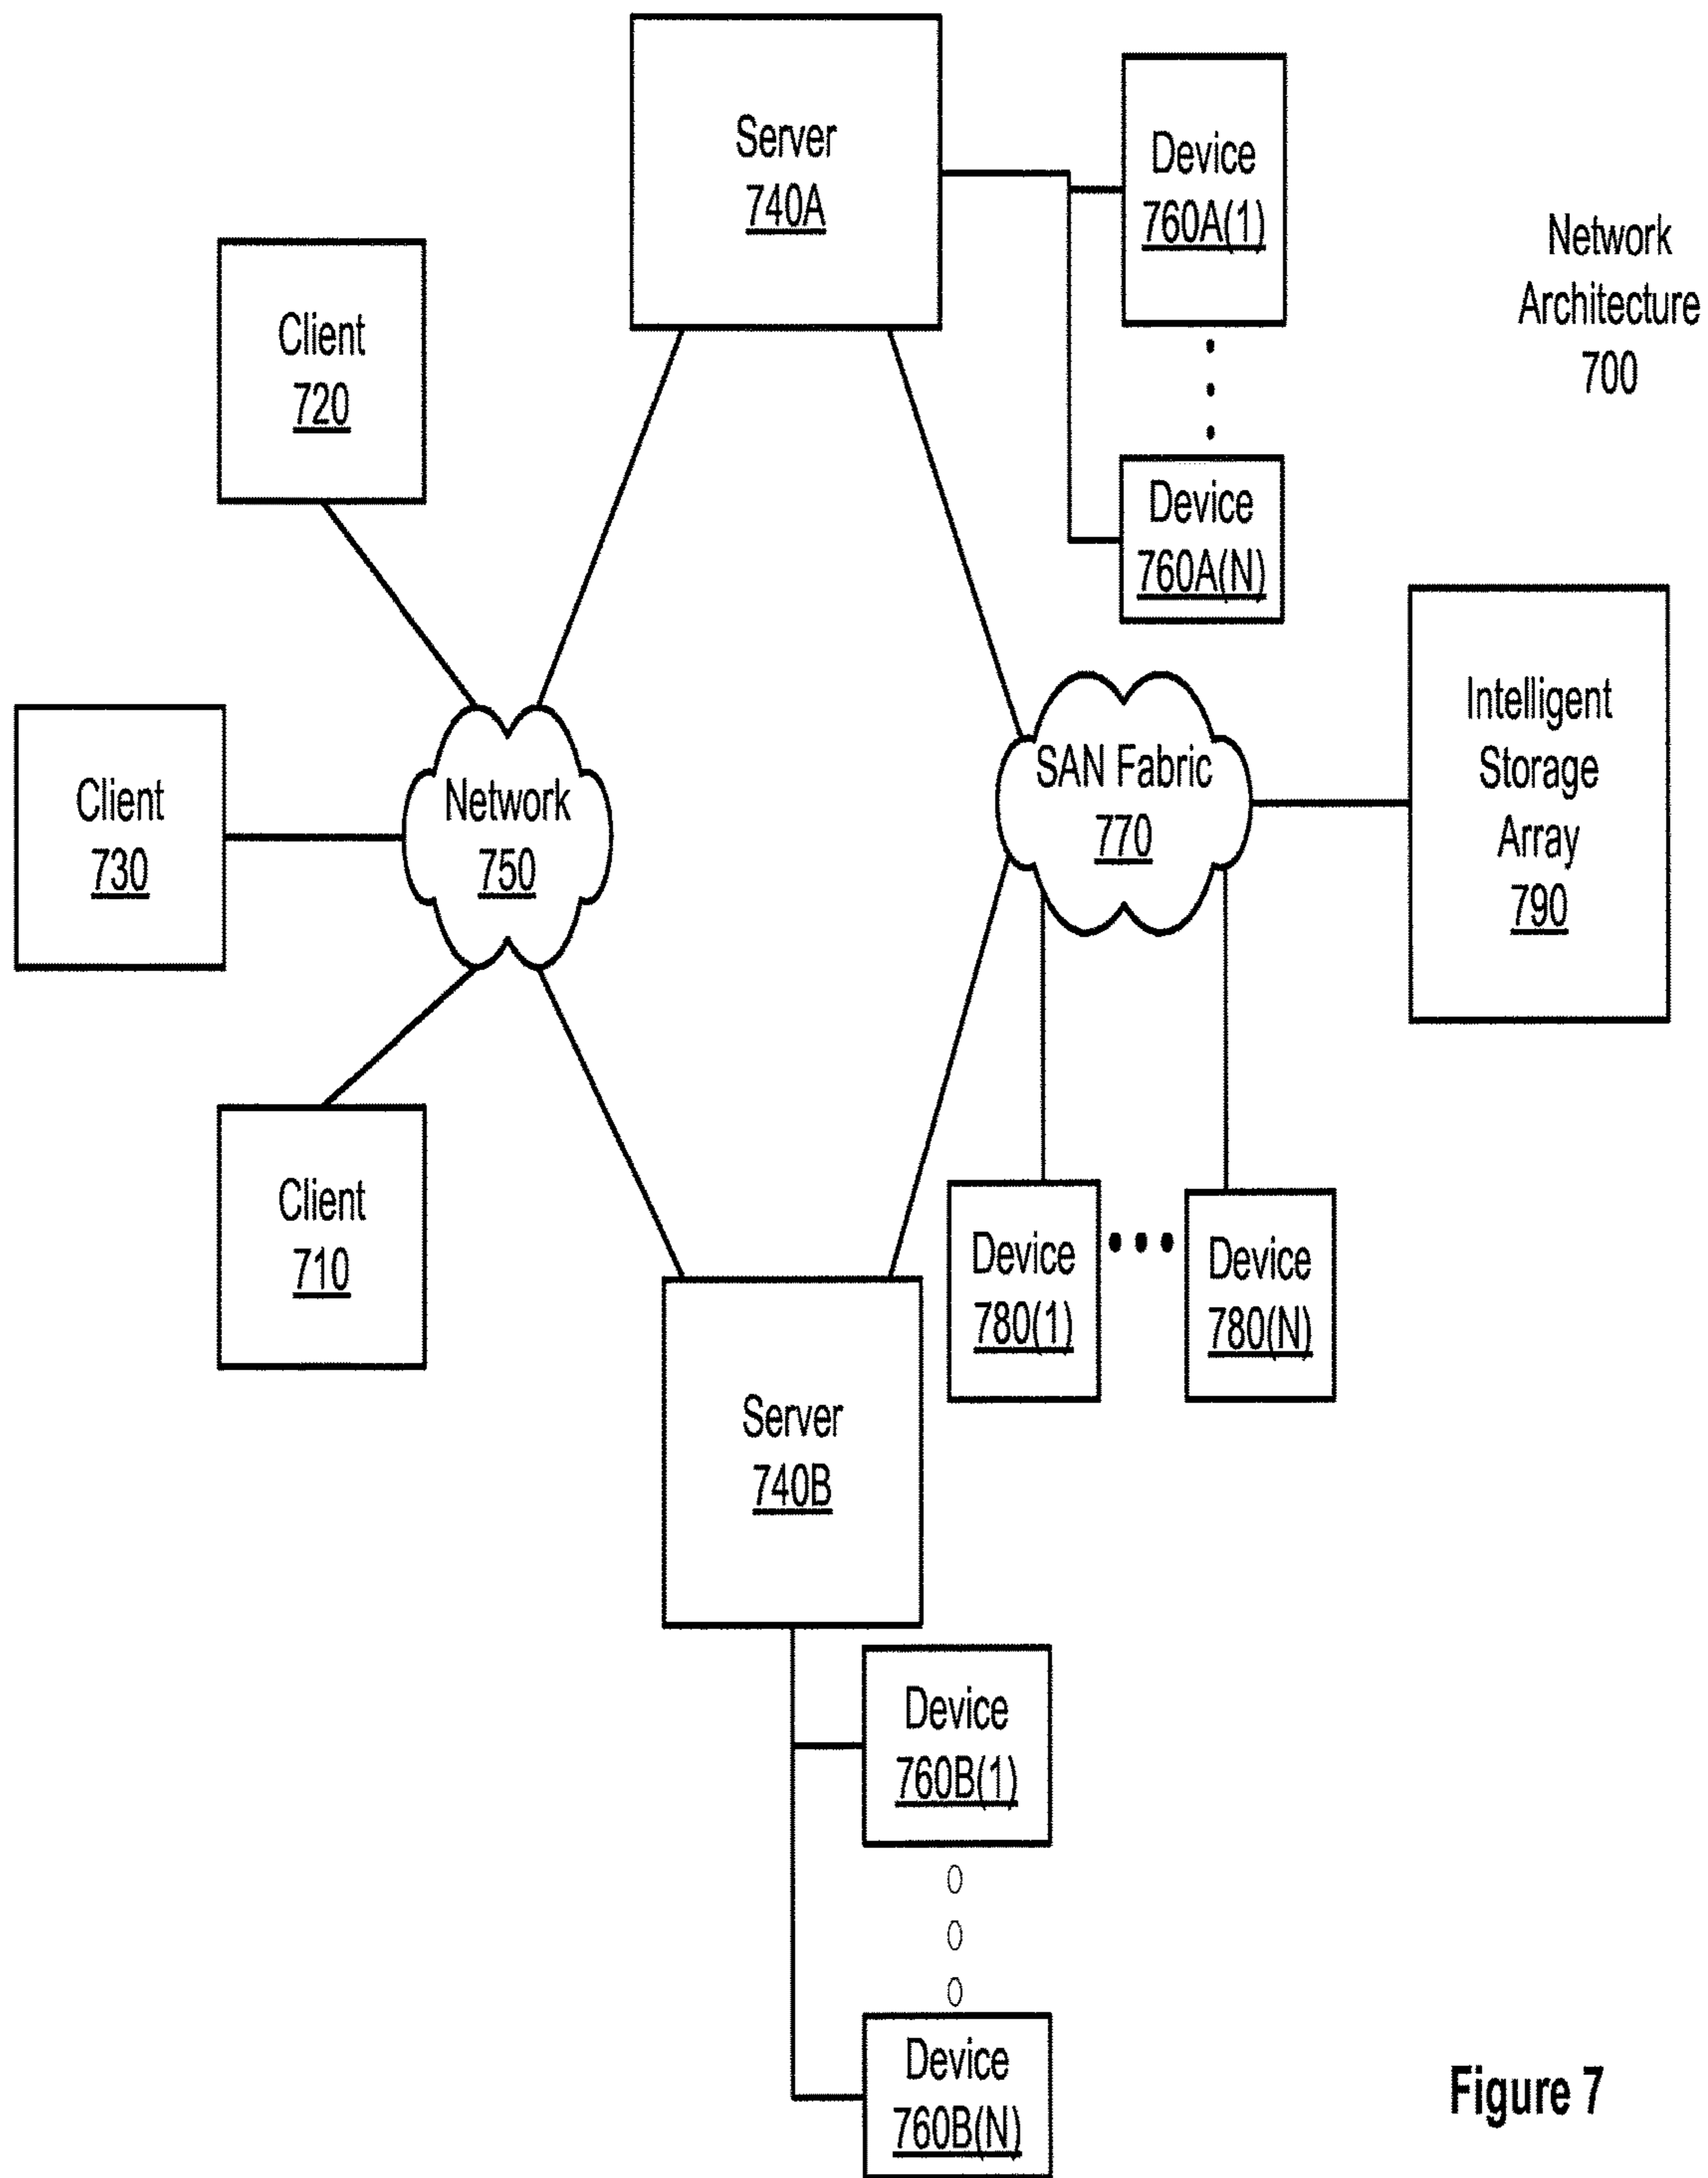 Server
740A
Device
760A(1)
Network
Architecture
700
Client
720
Device
760A(N)
Client
730
Network
750
SAN Fabric
770
Intelligent
Storage
Array
790
Client
710
Device
780(1)
Device
780(N)
Server
740B
Device
760B(1)
Device
760B(N)
Figure 7